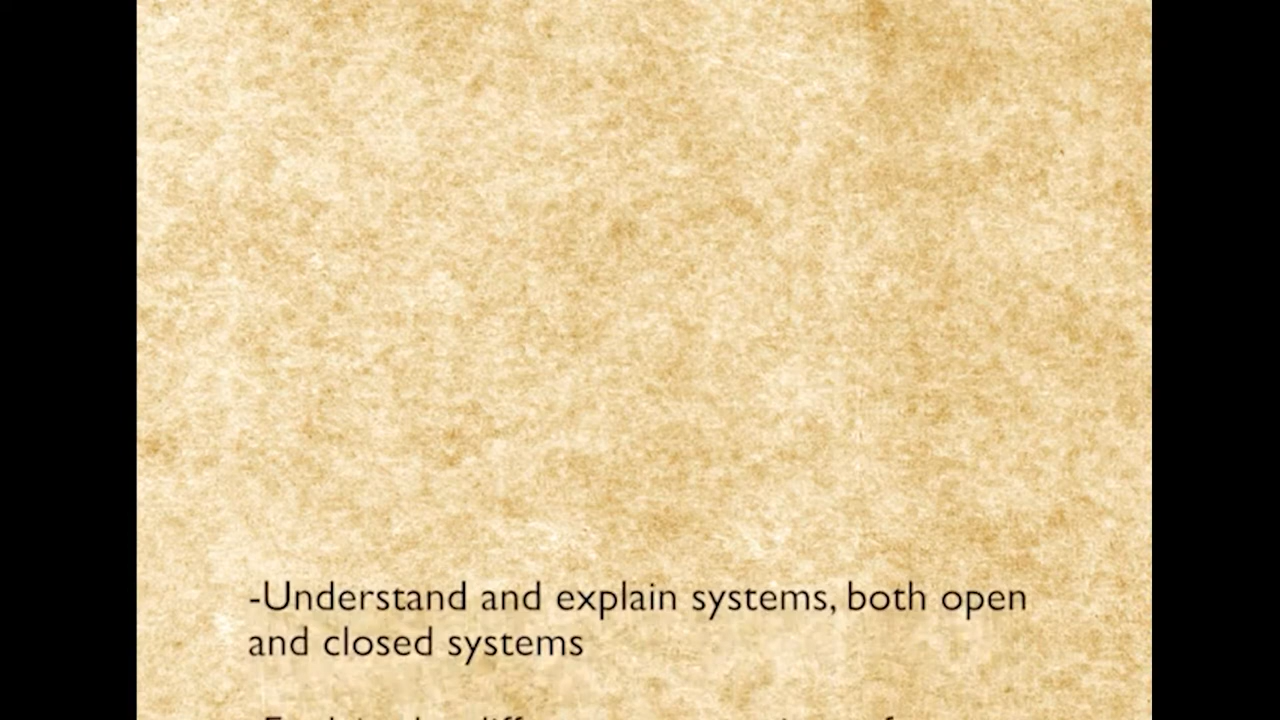 -Understand and explain systems, both open
and closed systems